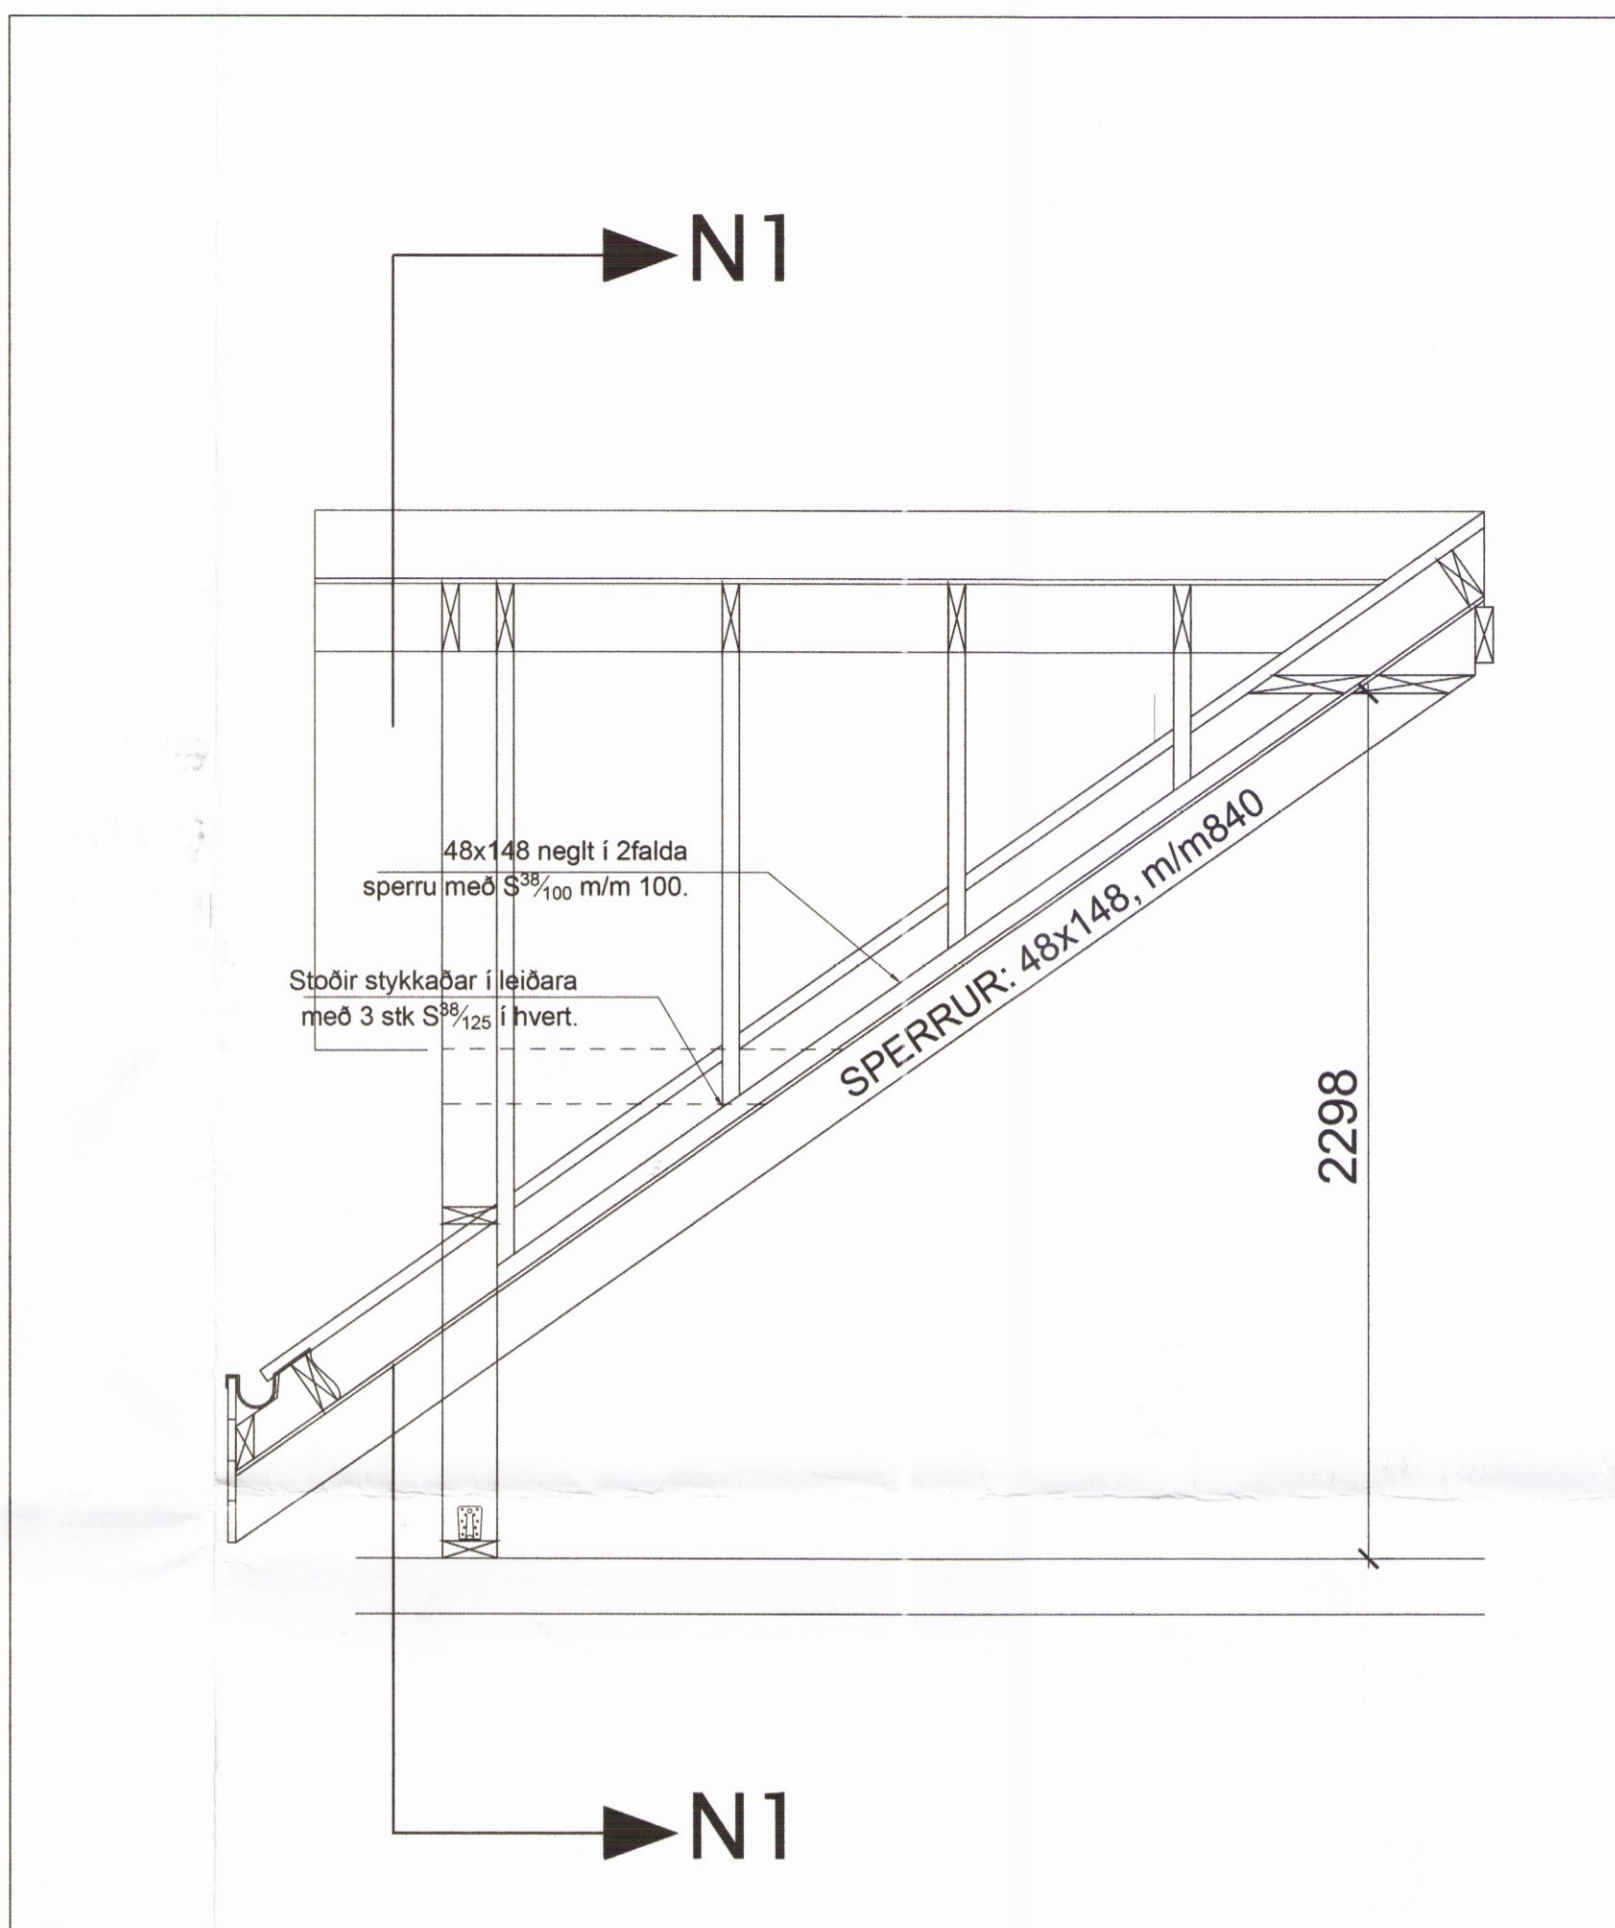 N1
48x148 neglt í 2falda
sperru með S38/100 m/m 100.
Stoðir stykkaðar í leiðara
með 3 stk S38/125 í hvert.
SPERRUR: 48x148, m/m840
2298
N1